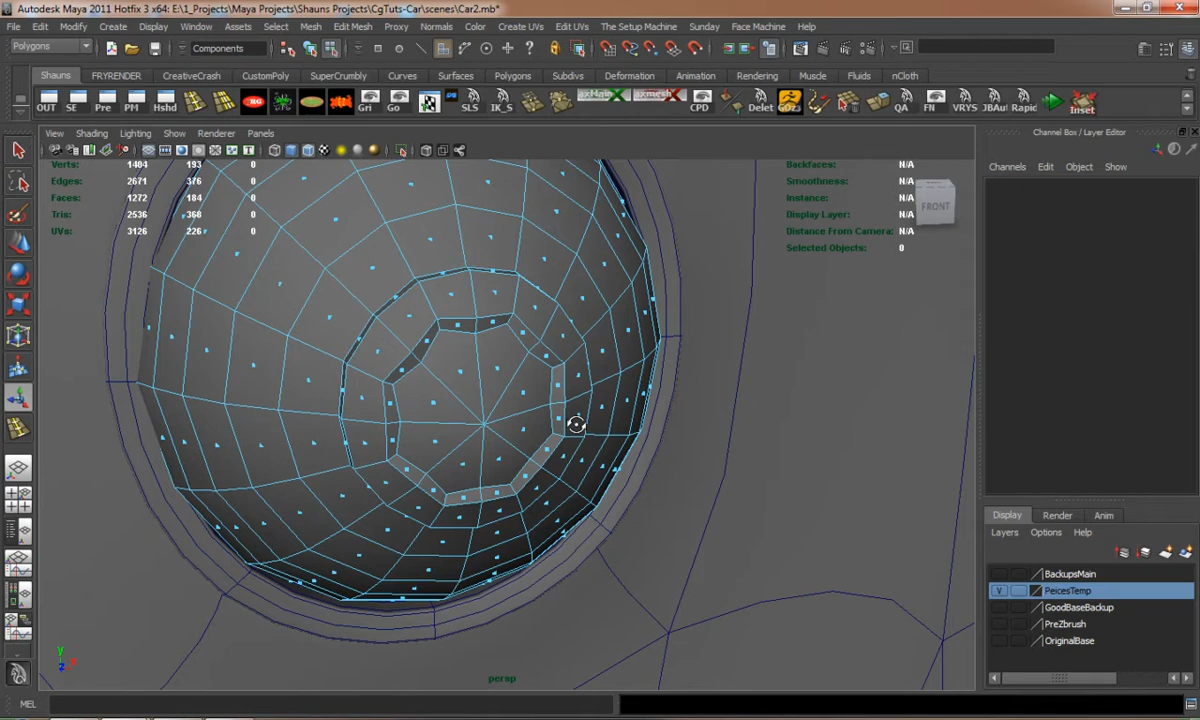 Autodesk Maya 2011 Hotfix 3 x64: E:\1_Projects\Maya Projects\Shauns Projects\CgTuts-Car\scenes\Car2.mb*
File Edit Modify Create Display Window Assets Select Mesh Edit Mesh Proxy Normals Color Create UVs Edit UVs The Setup Machine Sunday Face Machine Help
Polygons Components
Shauns FRYRENDER CreativeCrash CustomPoly SuperCrumbly Curves Surfaces Polygons Subdivs Deformation Animation Rendering Muscle Fluids nCloth
OUT SE Pre PM Hshd Gri Go SLS IK_S CPD Delet GOz3 QA FN VRYS JBAut Rapic Inset
View Shading Lighting Show Renderer Panels
Channel Box / Layer Editor
Channels Edit Object Show
Verts: 1404 193 0
Edges: 2671 376 0
Faces: 1272 184 0
Tris: 2536 368 0
UVs: 3126 226 0
Backfaces: N/A
Smoothness: N/A
Instance: N/A
Display Layer: N/A
Distance From Camera: N/A
Selected Objects: 0
FRONT
Display Render Anim
Layers Options Help
BackupsMain
V PeicesTemp
GoodBaseBackup
PreZbrush
OriginalBase
y
z x
persp
MEL